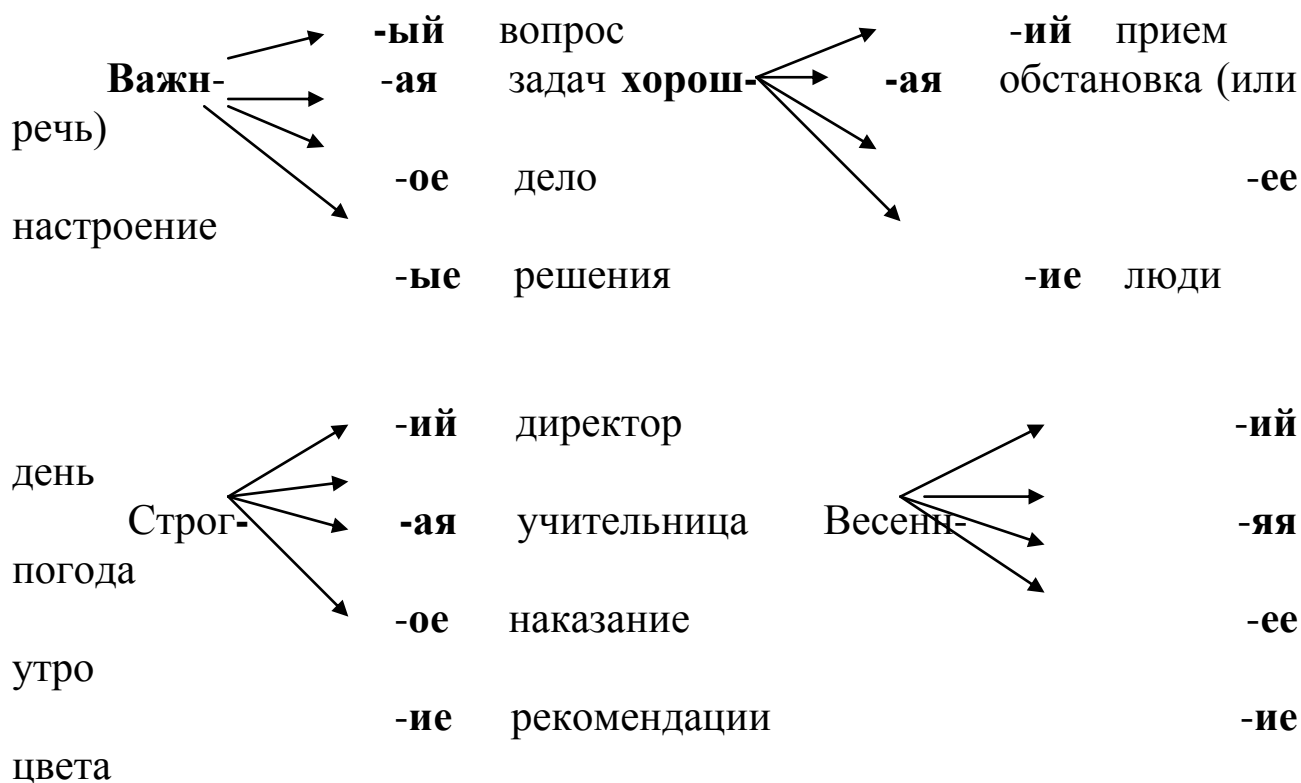 -ый вопрос -ий прием
Важн- -ая задач хорош- -ая обстановка (или
речь)
-ое дело -ее
настроение
-ые решения -ие люди
-ий директор -ий
день
Строг- -ая учительница Весенн- -яя
погода
-ое наказание -ее
утро
-ие рекомендации -ие
цвета